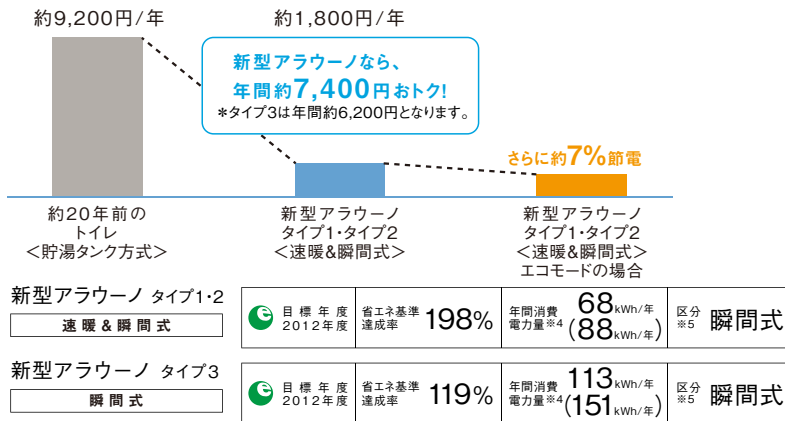 約9,200円/年
約1,800円/年
新型アラウーノなら、
年間約7,400円おトク!
*タイプ3は年間約6,200円となります。
さらに約7%節電
約20年前の
トイレ
<貯湯タンク方式>
新型アラウーノ
タイプ1・タイプ2
<速暖&瞬間式>
新型アラウーノ
タイプ1・タイプ2
<速暖&瞬間式>
エコモードの場合
新型アラウーノ タイプ1・2
速暖&瞬間式
目標年度
2012年度
省エネ基準
達成率
198%
年間消費
電力量※4
68kWh/年
(88kWh/年)
区分
※5
瞬間式
新型アラウーノ タイプ3
瞬間式
目標年度
2012年度
省エネ基準
達成率
119%
年間消費
電力量※4
113kWh/年
(151kWh/年)
区分
※5
瞬間式